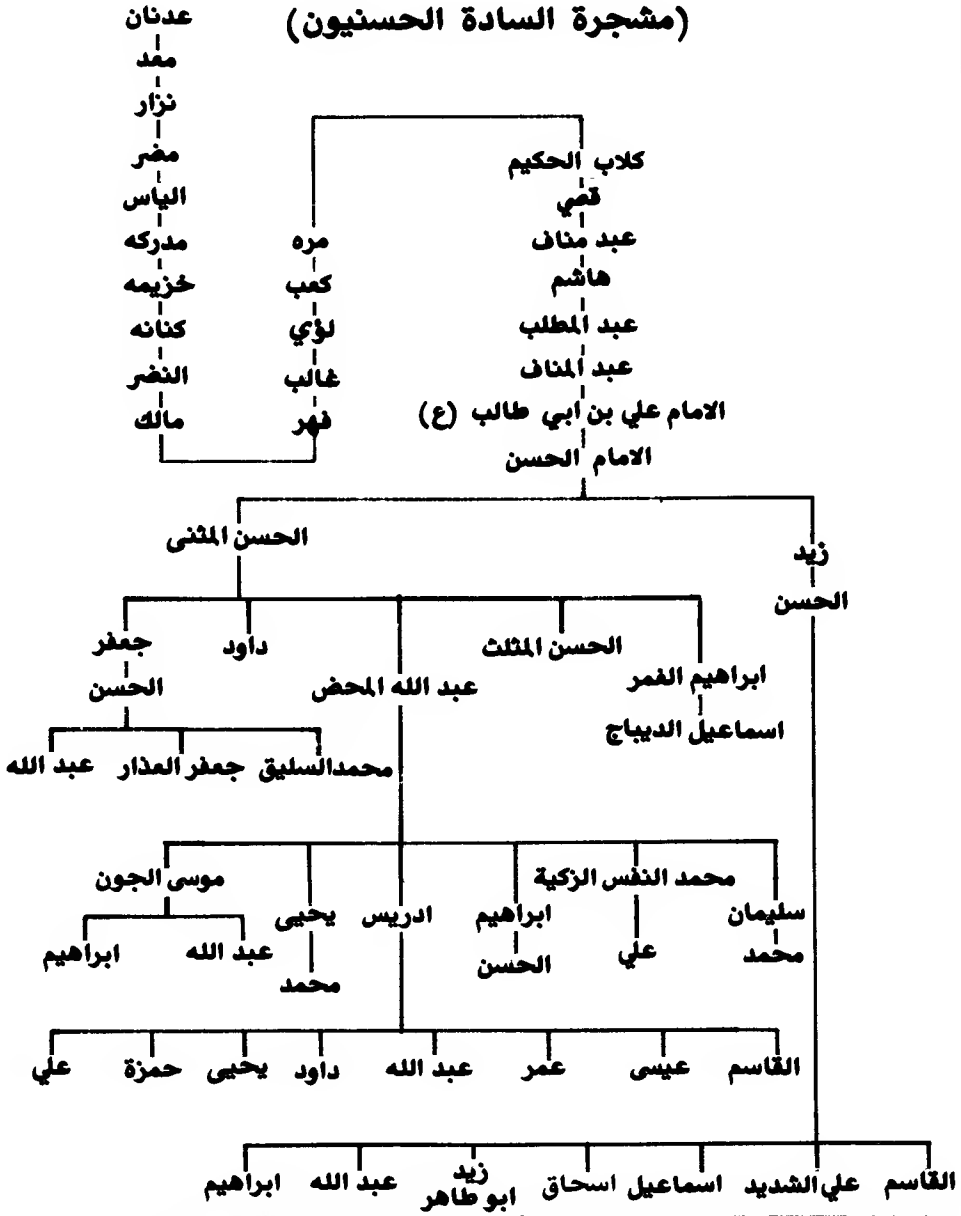 (مشجرة السادة الحسنيون)
عدنان
معد
نزار
مضر
الياس
مدركه
خزيمه
كنانه
النضر
مالك
فهر
غالب
لؤي
كعب
مره
كلاب الحكيم
قصي
عبد مناف
هاشم
عبد المطلب
عبد المناف
الامام علي بن ابي طالب (ع)
الامام الحسن
زيد
الحسن
الحسن المثنى
ابراهيم الغمر
اسماعيل الديباج
الحسن المثلث
عبد الله المحض
داود
جعفر
الحسن
محمد السليق جعفر العذار عبد الله
سليمان
محمد
محمد النفس الزكية
علي
ابراهيم
الحسن
ادريس
يحيى
محمد
موسى الجون
عبد الله ابراهيم
القاسم عيسى عمر عبد الله داود يحيى حمزة علي
القاسم علي الشديد اسماعيل اسحاق زيد عبد الله ابراهيم
ابو طاهر